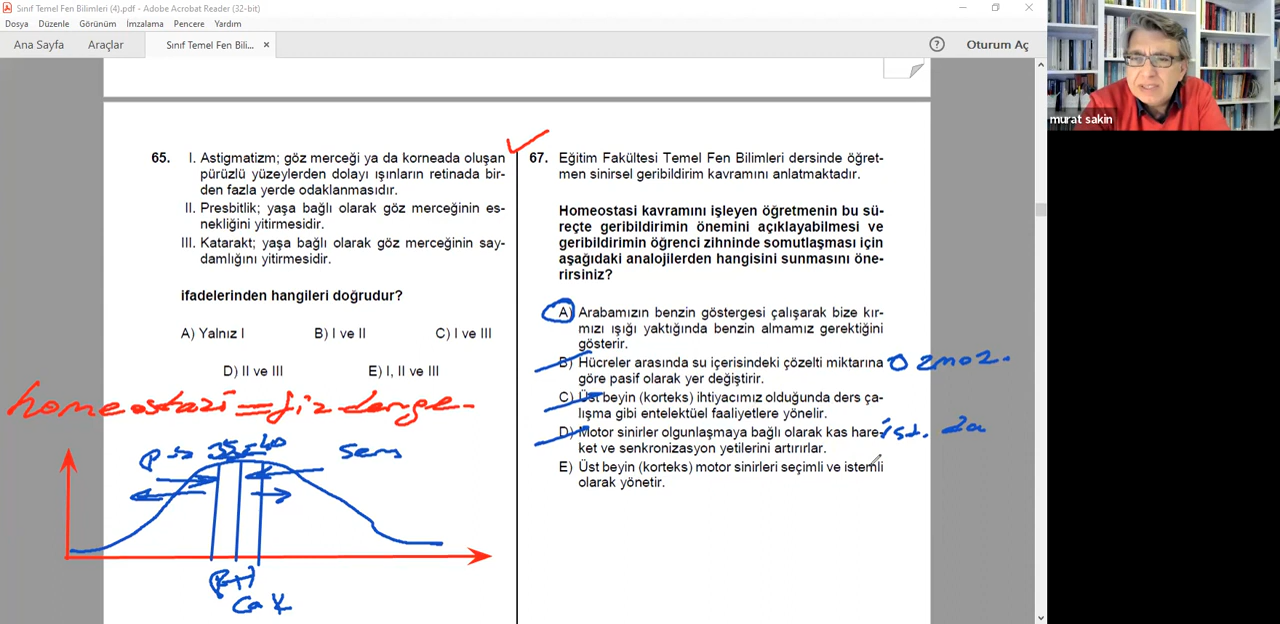 Sınıf Temel Fen Bilimleri (4).pdf - Adobe Acrobat Reader (32-bit)
Dosya Düzenle Görünüm İmzalama Pencere Yardım
Ana Sayfa Araçlar Sınıf Temel Fen Bili... × Oturum Aç
murat sakin
65. I. Astigmatizm; göz merceği ya da korneada oluşan
pürüzlü yüzeylerden dolayı ışınların retinada bir-
den fazla yerde odaklanmasıdır.
II. Presbitlik; yaşa bağlı olarak göz merceğinin es-
nekliğini yitirmesidir.
III. Katarakt; yaşa bağlı olarak göz merceğinin say-
damlığını yitirmesidir.
ifadelerinden hangileri doğrudur?
A) Yalnız I B) I ve II C) I ve III
D) II ve III E) I, II ve III
homeostazi = fiz denge
35-40
67. Eğitim Fakültesi Temel Fen Bilimleri dersinde öğret-
men sinirsel geribildirim kavramını anlatmaktadır.
Homeostasi kavramını işleyen öğretmenin bu sü-
reçte geribildirimin önemini açıklayabilmesi ve
geribildirimin öğrenci zihninde somutlaşması için
aşağıdaki analojilerden hangisini sunmasını öne-
rirsiniz?
A) Arabamızın benzin göstergesi çalışarak bize kır-
mızı ışığı yaktığında benzin almamız gerektiğini
gösterir.
B) Hücreler arasında su içerisindeki çözelti miktarına
göre pasif olarak yer değiştirir.
Ozmoz.
C) Üst beyin (korteks) ihtiyacımız olduğunda ders ça-
lışma gibi entelektüel faaliyetlere yönelir.
D) Motor sinirler olgunlaşmaya bağlı olarak kas hare-
ket ve senkronizasyon yetilerini artırırlar.
E) Üst beyin (korteks) motor sinirleri seçimli ve istemli
olarak yönetir.